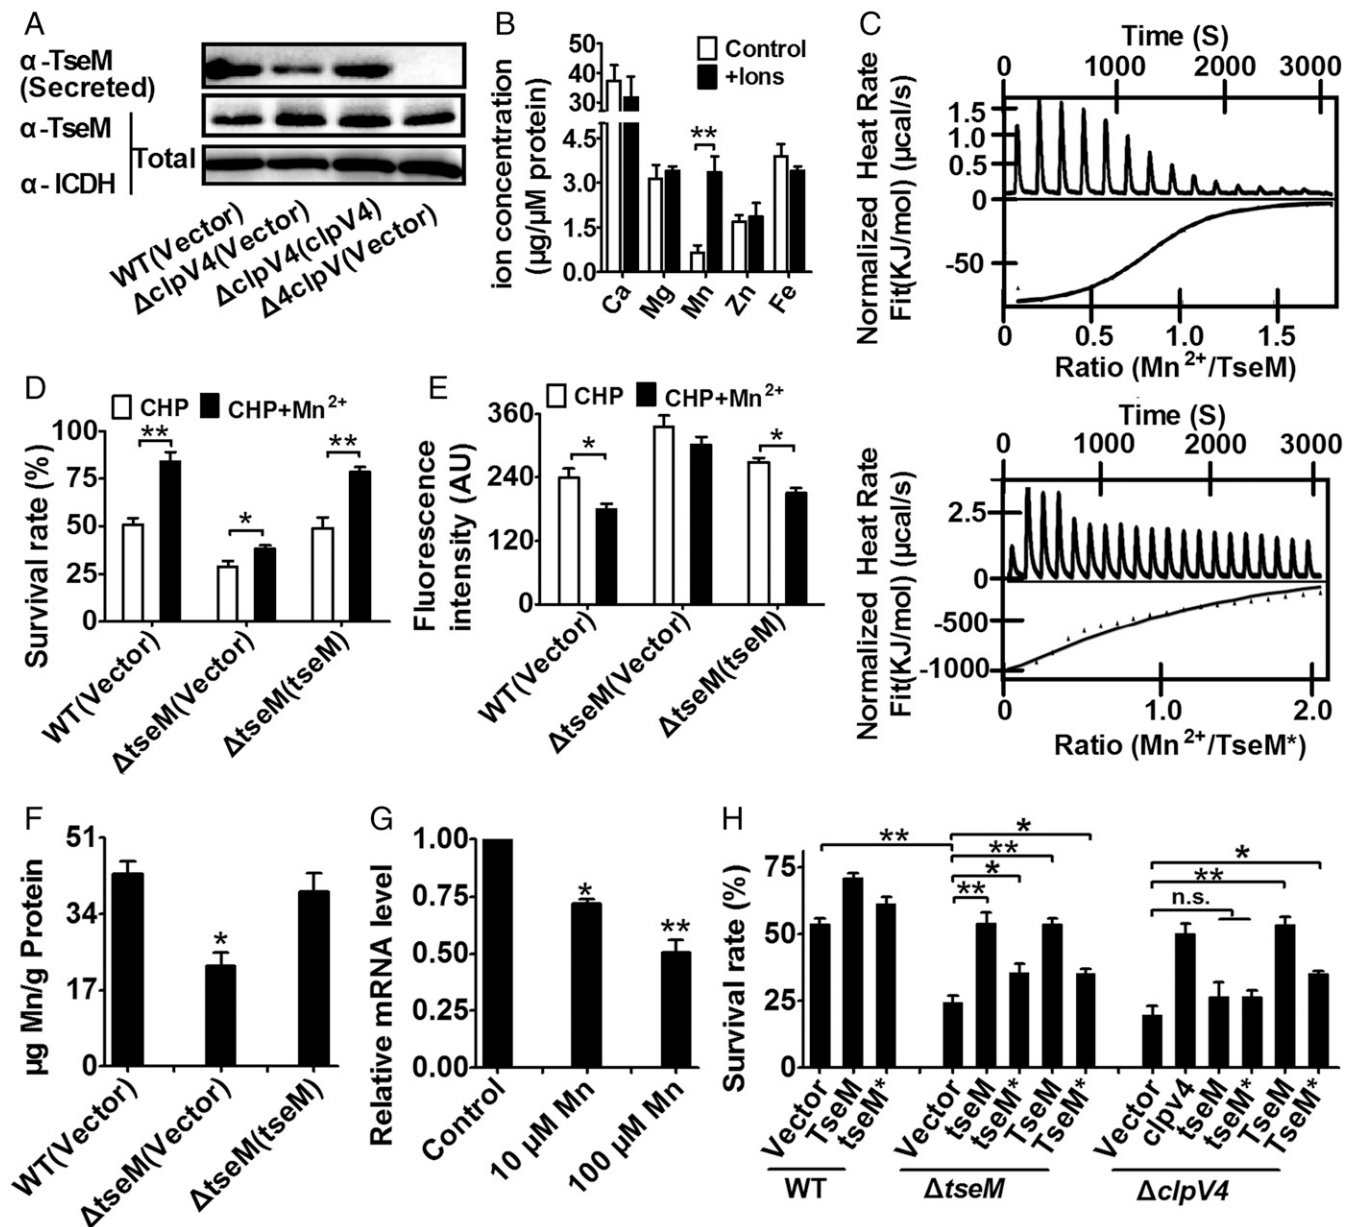 A
α-TseM
(Secreted)
α-TseM
α-ICDH
Total
WT(Vector)
ΔclpV4(Vector)
ΔclpV4(clpV4)
Δ4clpV(Vector)
B
ion concentration
(µg/µM protein)
50
40
30
4.5
3.0
1.5
0.0
Control
+Ions
**
Ca
Mg
Mn
Zn
Fe
C
Time (S)
0
1000
2000
3000
Normalized Heat Rate
Fit(KJ/mol) (µcal/s)
1.5
1.0
0.5
0
-50
0
0.5
1.0
1.5
Ratio (Mn²⁺/TseM)
Time (S)
0
1000
2000
3000
Normalized Heat Rate
Fit(KJ/mol) (µcal/s)
2.5
0
-500
-1000
0
1.0
2.0
Ratio (Mn²⁺/TseM*)
D
CHP
CHP+Mn²⁺
Survival rate (%)
100
75
50
25
0
**
*
**
WT(Vector)
ΔtseM(Vector)
ΔtseM(tseM)
E
CHP
CHP+Mn²⁺
Fluorescence
intensity (AU)
360
240
120
0
*
*
WT(Vector)
ΔtseM(Vector)
ΔtseM(tseM)
F
µg Mn/g Protein
51
34
17
0
*
WT(Vector)
ΔtseM(Vector)
ΔtseM(tseM)
G
Relative mRNA level
1.00
0.75
0.50
0.25
0.00
*
**
Control
10 µM Mn
100 µM Mn
H
Survival rate (%)
75
50
25
0
**
*
**
*
**
*
**
n.s.
Vector
TseM
tseM*
Vector
tseM
tseM*
TseM
TseM*
Vector
clpv4
tseM
tseM*
TseM
TseM*
WT
ΔtseM
ΔclpV4